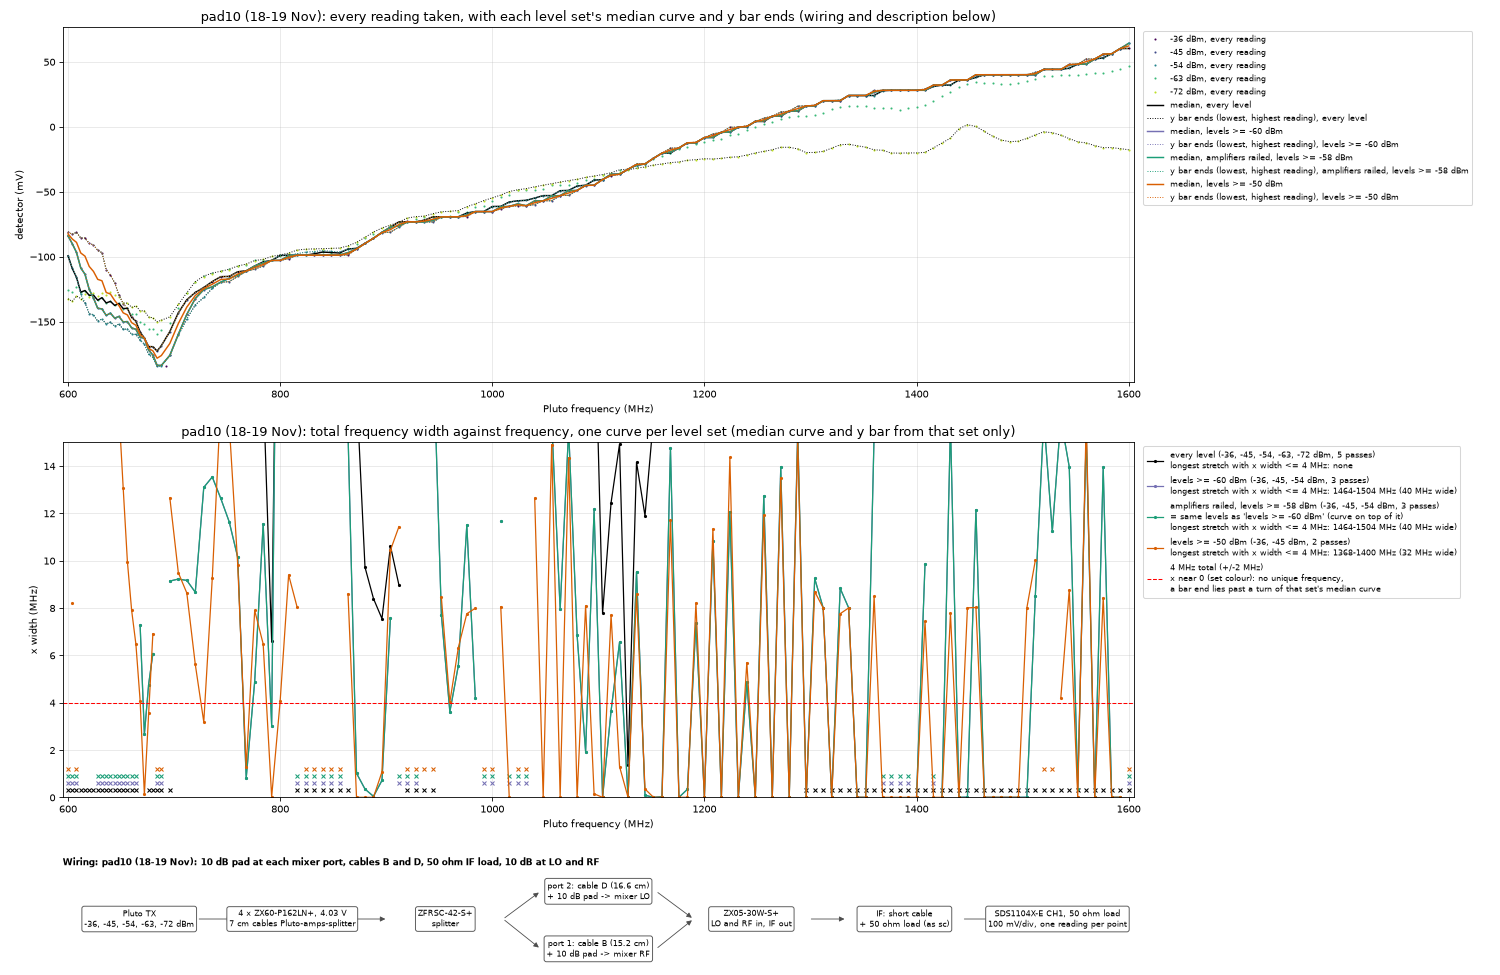 pad10 (18-19 Nov): every reading taken, with each level set's median curve and y bar ends (wiring and description below)
detector (mV)
50
0
−50
−100
−150
600
800
1000
1200
1400
1600
Pluto frequency (MHz)
-36 dBm, every reading
-45 dBm, every reading
-54 dBm, every reading
-63 dBm, every reading
-72 dBm, every reading
median, every level
y bar ends (lowest, highest reading), every level
median, levels >= -60 dBm
y bar ends (lowest, highest reading), levels >= -60 dBm
median, amplifiers railed, levels >= -58 dBm
y bar ends (lowest, highest reading), amplifiers railed, levels >= -58 dBm
median, levels >= -50 dBm
y bar ends (lowest, highest reading), levels >= -50 dBm
pad10 (18-19 Nov): total frequency width against frequency, one curve per level set (median curve and y bar from that set only)
x width (MHz)
14
12
10
8
6
4
2
0
600
800
1000
1200
1400
1600
Pluto frequency (MHz)
every level (-36, -45, -54, -63, -72 dBm, 5 passes)
longest stretch with x width <= 4 MHz: none
levels >= -60 dBm (-36, -45, -54 dBm, 3 passes)
longest stretch with x width <= 4 MHz: 1464-1504 MHz (40 MHz wide)
amplifiers railed, levels >= -58 dBm (-36, -45, -54 dBm, 3 passes)
= same levels as 'levels >= -60 dBm' (curve on top of it)
longest stretch with x width <= 4 MHz: 1464-1504 MHz (40 MHz wide)
levels >= -50 dBm (-36, -45 dBm, 2 passes)
longest stretch with x width <= 4 MHz: 1368-1400 MHz (32 MHz wide)
4 MHz total (+/-2 MHz)
x near 0 (set colour): no unique frequency,
a bar end lies past a turn of that set's median curve
Wiring: pad10 (18-19 Nov): 10 dB pad at each mixer port, cables B and D, 50 ohm IF load, 10 dB at LO and RF
Pluto TX
-36, -45, -54, -63, -72 dBm
4 x ZX60-P162LN+, 4.03 V
7 cm cables Pluto-amps-splitter
ZFRSC-42-S+
splitter
port 2: cable D (16.6 cm)
+ 10 dB pad -> mixer LO
port 1: cable B (15.2 cm)
+ 10 dB pad -> mixer RF
ZX05-30W-S+
LO and RF in, IF out
IF: short cable
+ 50 ohm load (as sc)
SDS1104X-E CH1, 50 ohm load
100 mV/div, one reading per point